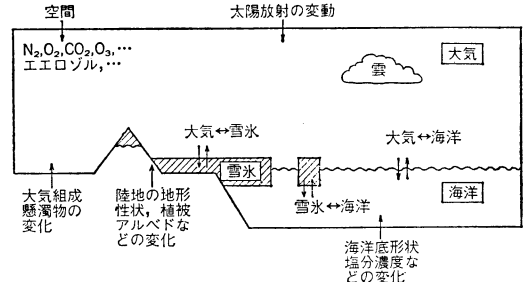 空間
太陽放射の変動
N₂,O₂,CO₂,O₃,…
エエロゾル,…
大気
雲
大気↔雪氷
大気↔海洋
雪氷
海洋
雪氷↔海洋
大気組成
懸濁物の
変化
陸地の地形
性状,植被
アルベドな
どの変化
海洋底形状
塩分濃度な
どの変化